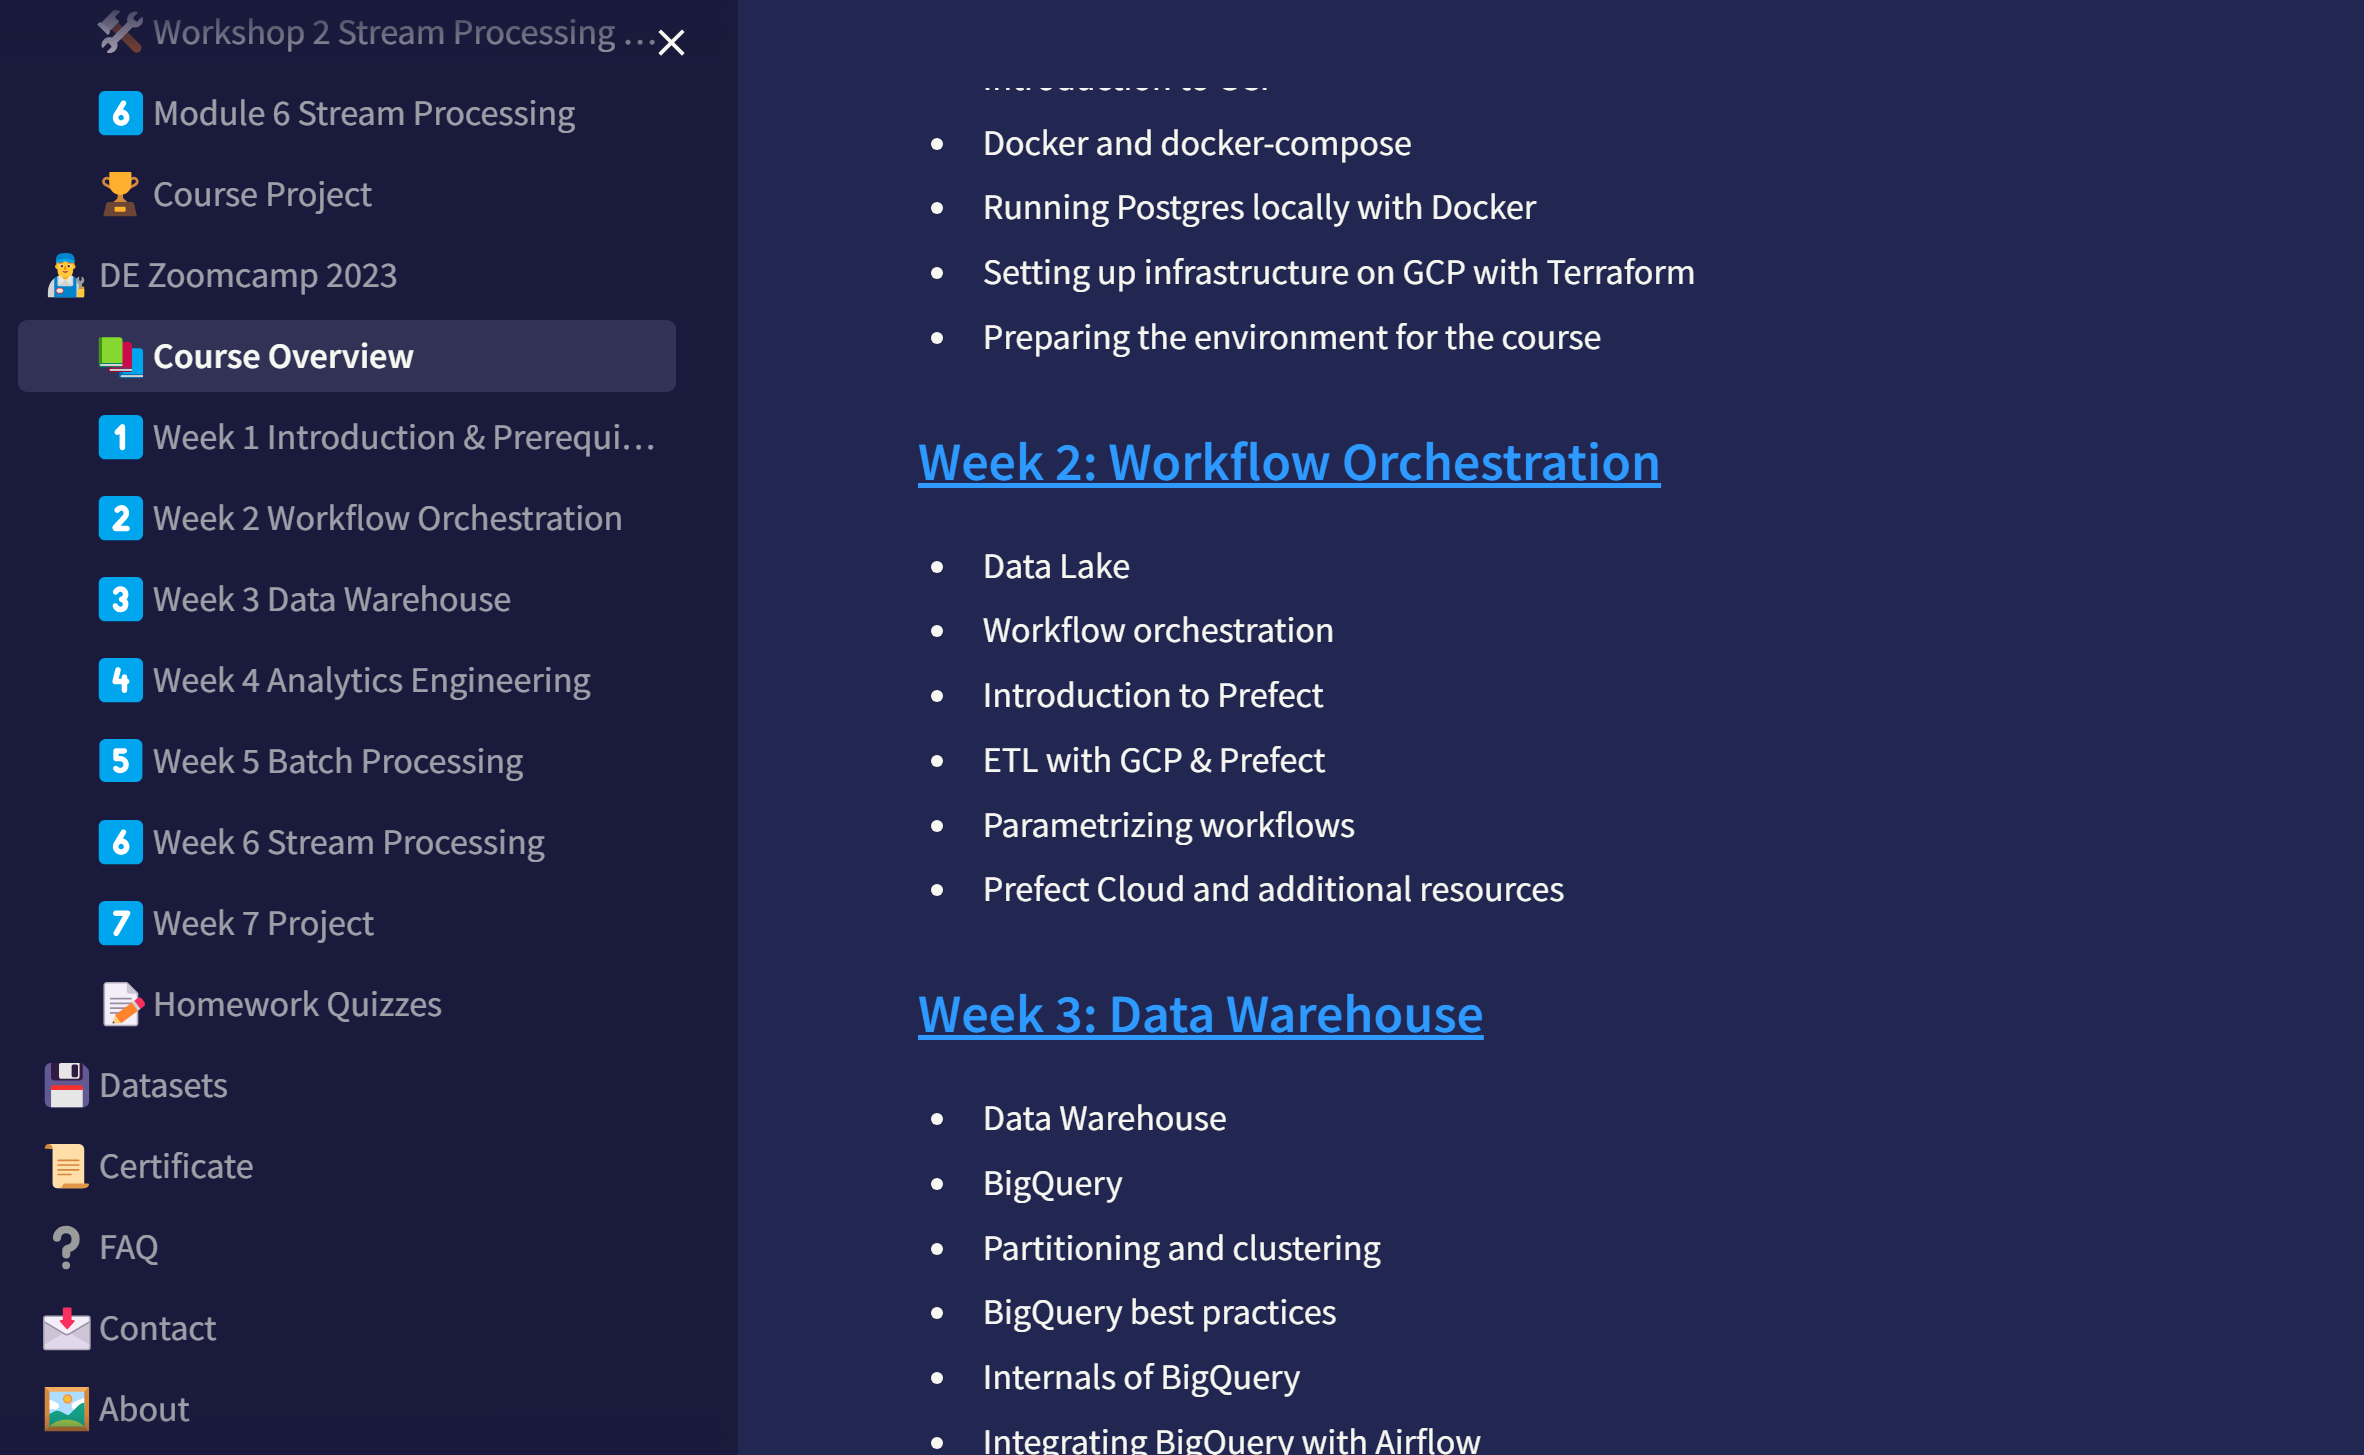 Workshop 2 Stream Processing ...
6 Module 6 Stream Processing
Course Project
DE Zoomcamp 2023
Course Overview
1 Week 1 Introduction & Prerequi...
2 Week 2 Workflow Orchestration
3 Week 3 Data Warehouse
4 Week 4 Analytics Engineering
5 Week 5 Batch Processing
6 Week 6 Stream Processing
7 Week 7 Project
Homework Quizzes
Datasets
Certificate
FAQ
Contact
About
Introduction to GCP
Docker and docker-compose
Running Postgres locally with Docker
Setting up infrastructure on GCP with Terraform
Preparing the environment for the course
Week 2: Workflow Orchestration
Data Lake
Workflow orchestration
Introduction to Prefect
ETL with GCP & Prefect
Parametrizing workflows
Prefect Cloud and additional resources
Week 3: Data Warehouse
Data Warehouse
BigQuery
Partitioning and clustering
BigQuery best practices
Internals of BigQuery
Integrating BigQuery with Airflow